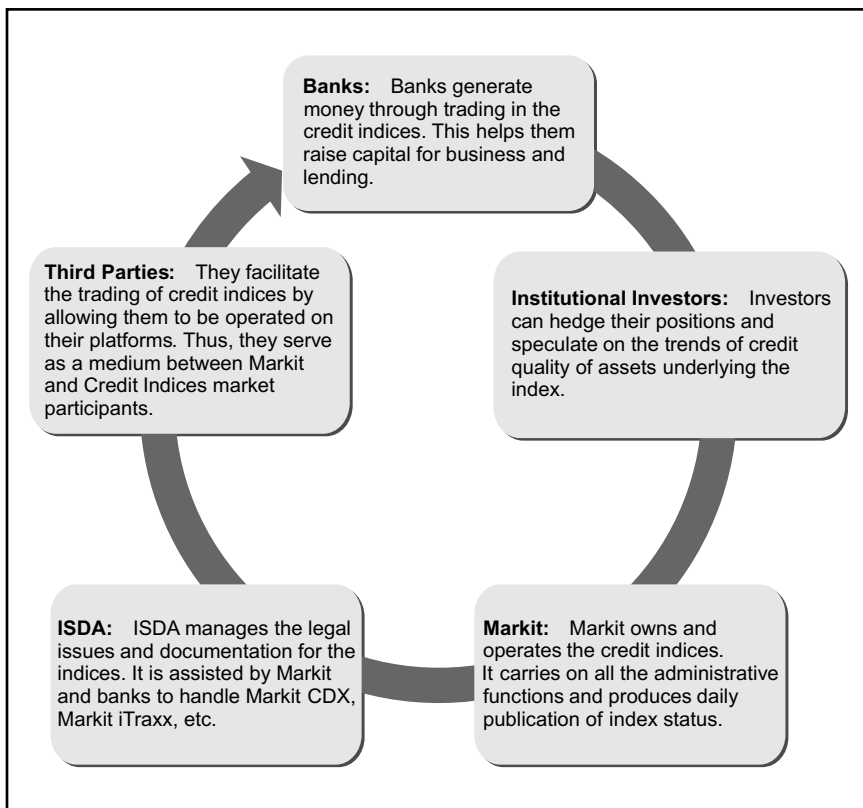 Banks: Banks generate
money through trading in the
credit indices. This helps them
raise capital for business and
lending.
Institutional Investors: Investors
can hedge their positions and
speculate on the trends of credit
quality of assets underlying the
index.
Markit: Markit owns and
operates the credit indices.
It carries on all the administrative
functions and produces daily
publication of index status.
ISDA: ISDA manages the legal
issues and documentation for the
indices. It is assisted by Markit
and banks to handle Markit CDX,
Markit iTraxx, etc.
Third Parties: They facilitate
the trading of credit indices by
allowing them to be operated on
their platforms. Thus, they serve
as a medium between Markit
and Credit Indices market
participants.